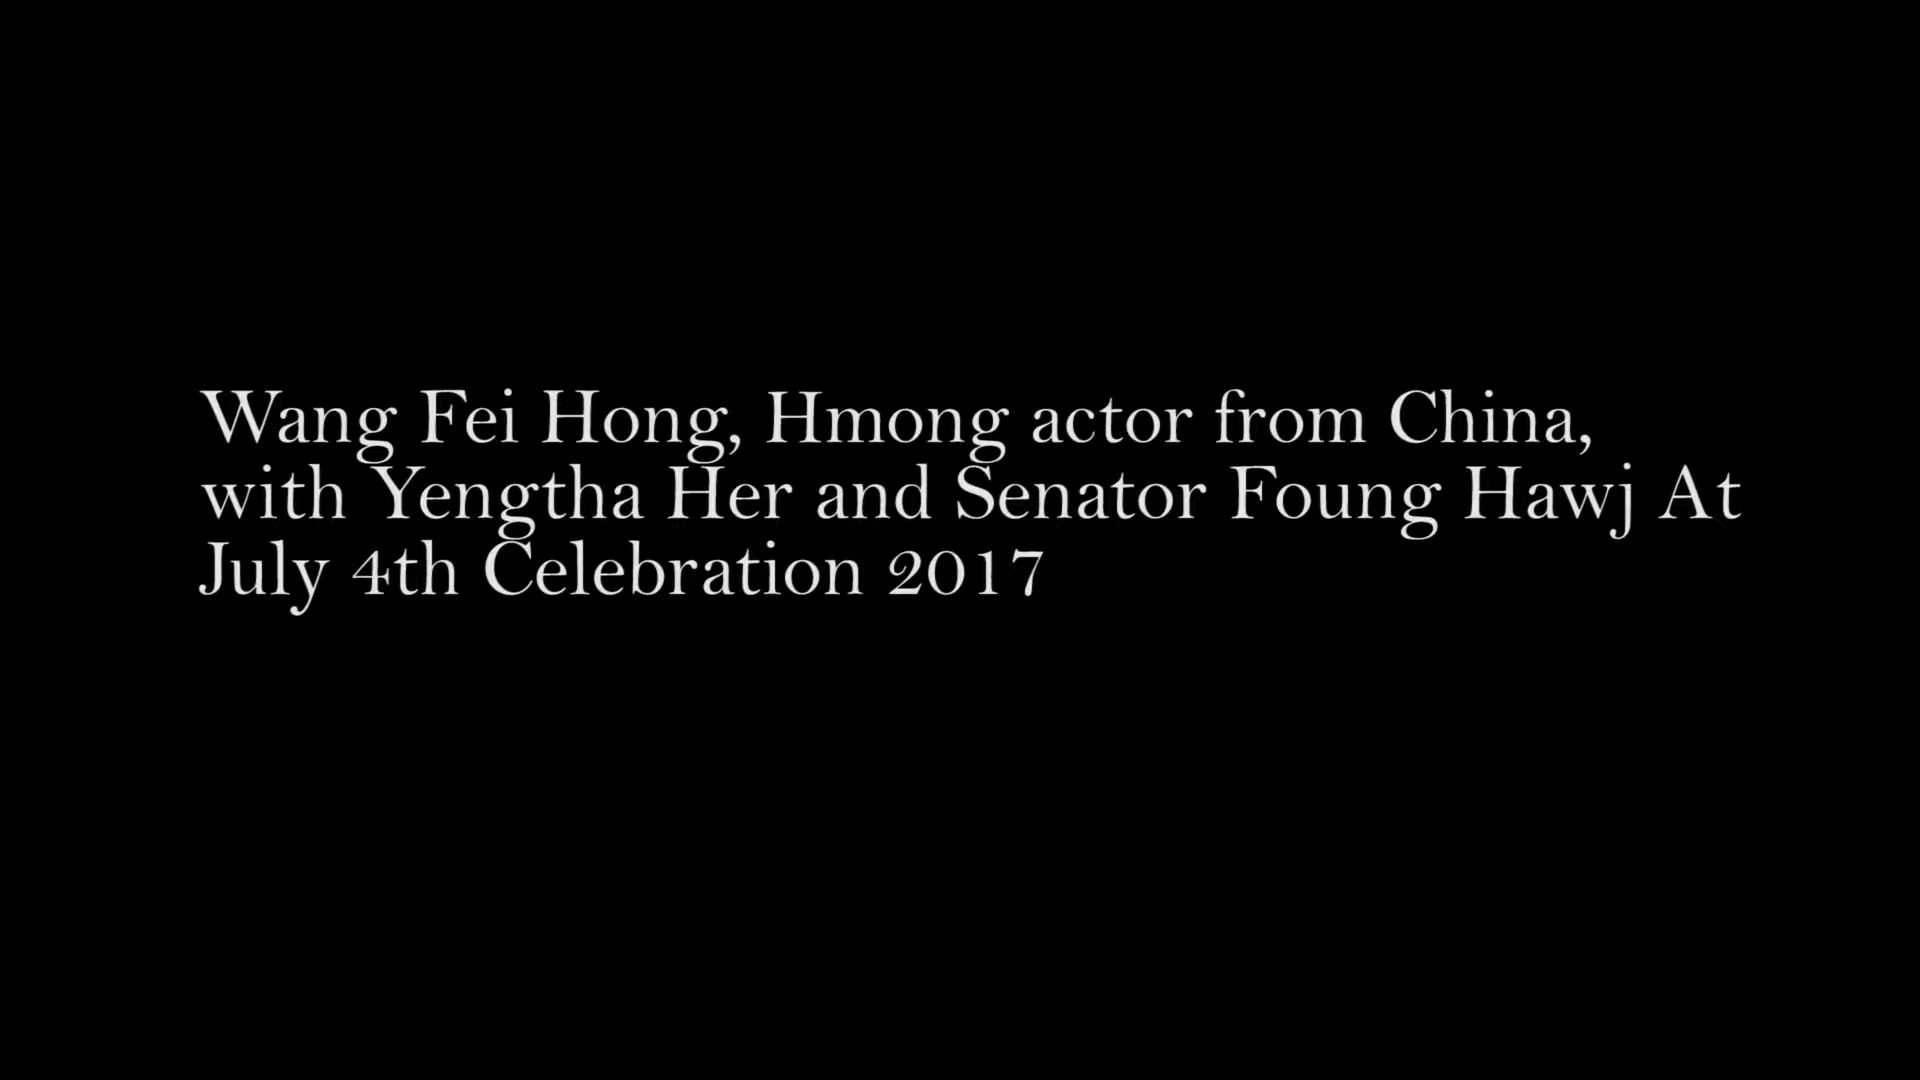 Wang Fei Hong, Hmong actor from China,
with Yengtha Her and Senator Foung Hawj At
July 4th Celebration 2017